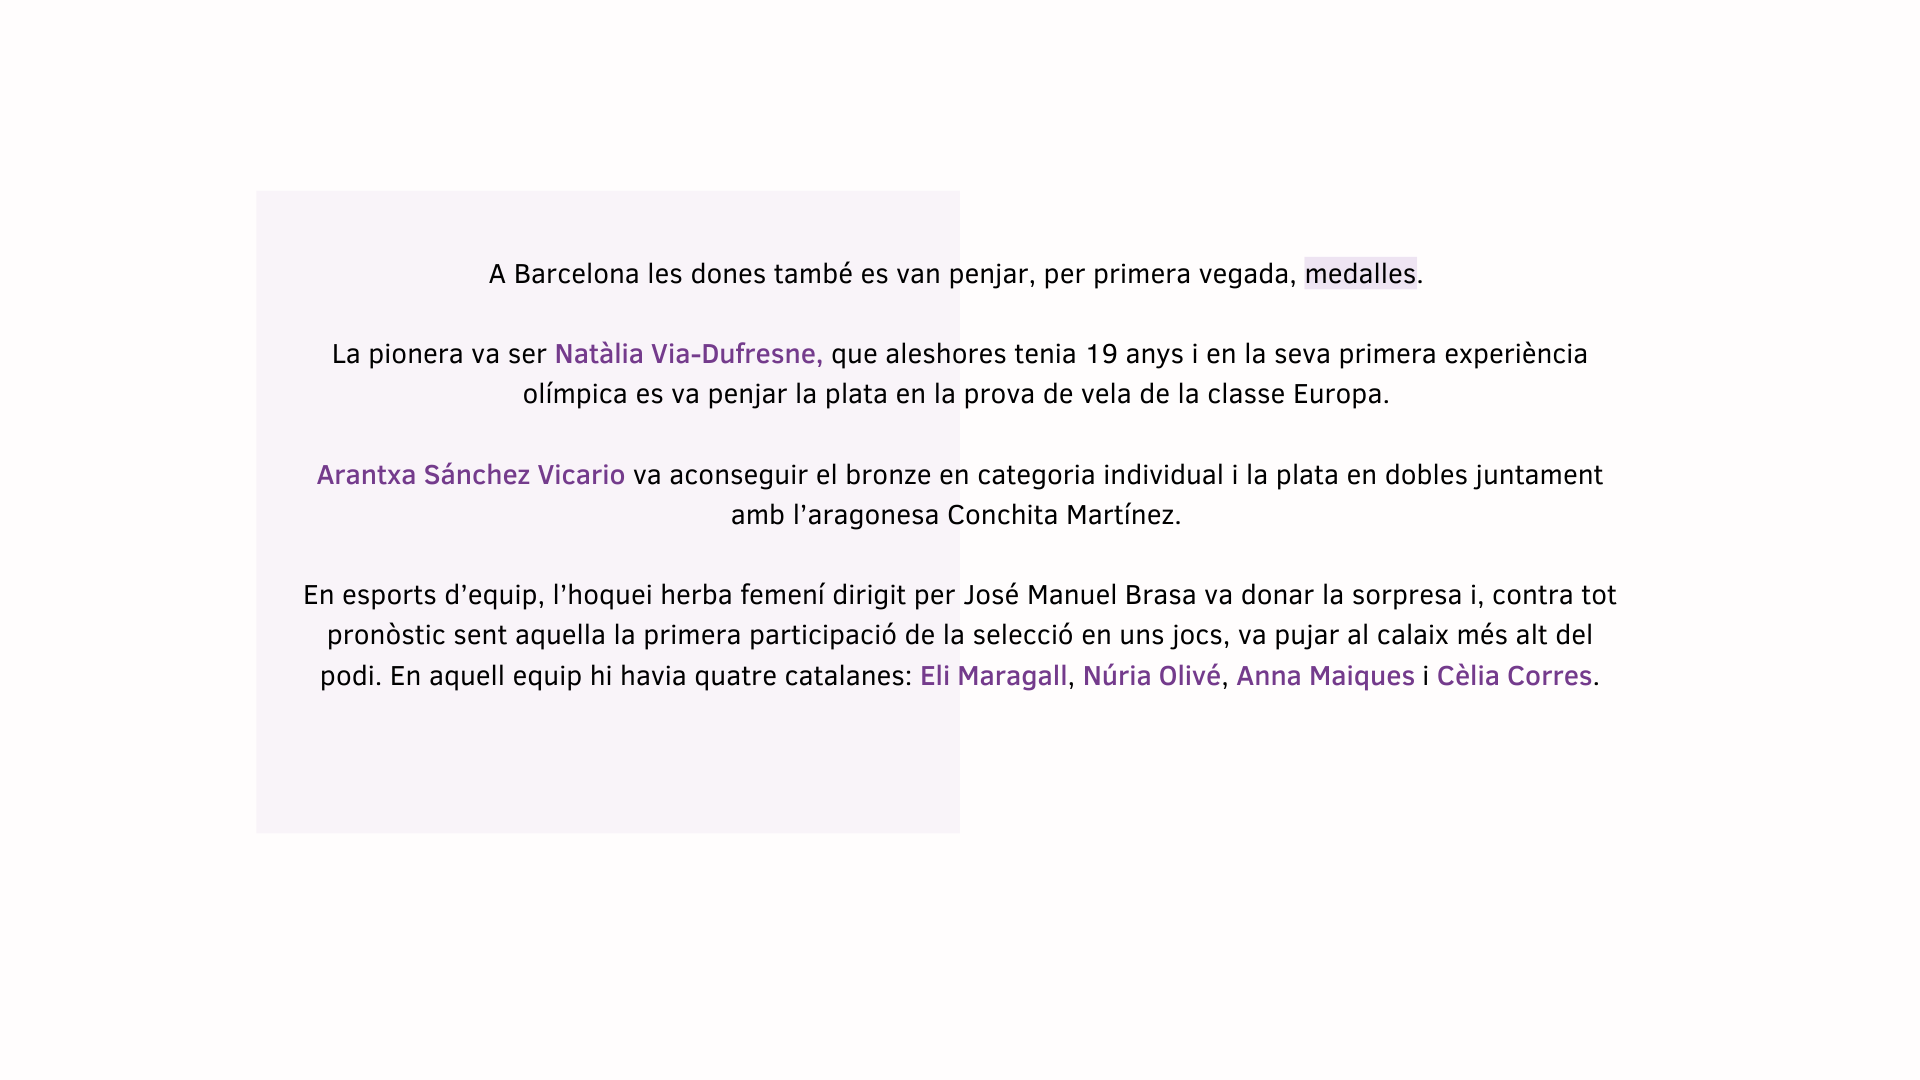 A Barcelona les dones també es van penjar, per primera vegada, medalles.
La pionera va ser Natàlia Via-Dufresne, que aleshores tenia 19 anys i en la seva primera experiència
olímpica es va penjar la plata en la prova de vela de la classe Europa.
Arantxa Sánchez Vicario va aconseguir el bronze en categoria individual i la plata en dobles juntament
amb l’aragonesa Conchita Martínez.
En esports d’equip, l’hoquei herba femení dirigit per José Manuel Brasa va donar la sorpresa i, contra tot
pronòstic sent aquella la primera participació de la selecció en uns jocs, va pujar al calaix més alt del
podi. En aquell equip hi havia quatre catalanes: Eli Maragall, Núria Olivé, Anna Maiques i Cèlia Corres.